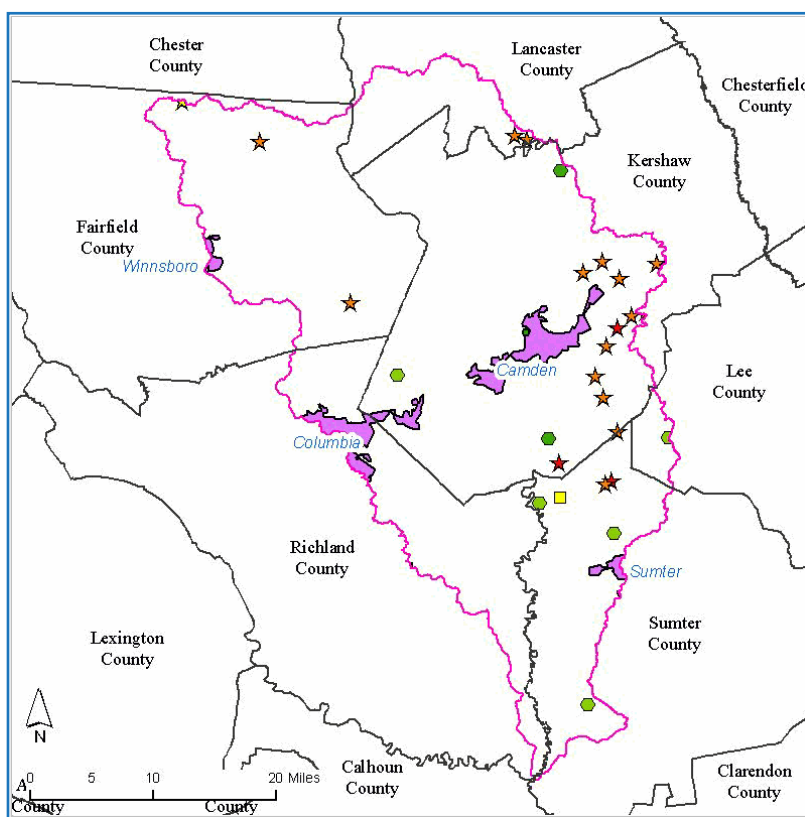 Chester
County
Lancaster
County
Chesterfield
County
Kershaw
County
Fairfield
County
Winnsboro
Camden
Lee
County
Columbia
Richland
County
Sumter
Sumter
County
Lexington
County
N
0 5 10 20 Miles
Calhoun
County
Clarendon
County
A
County
County